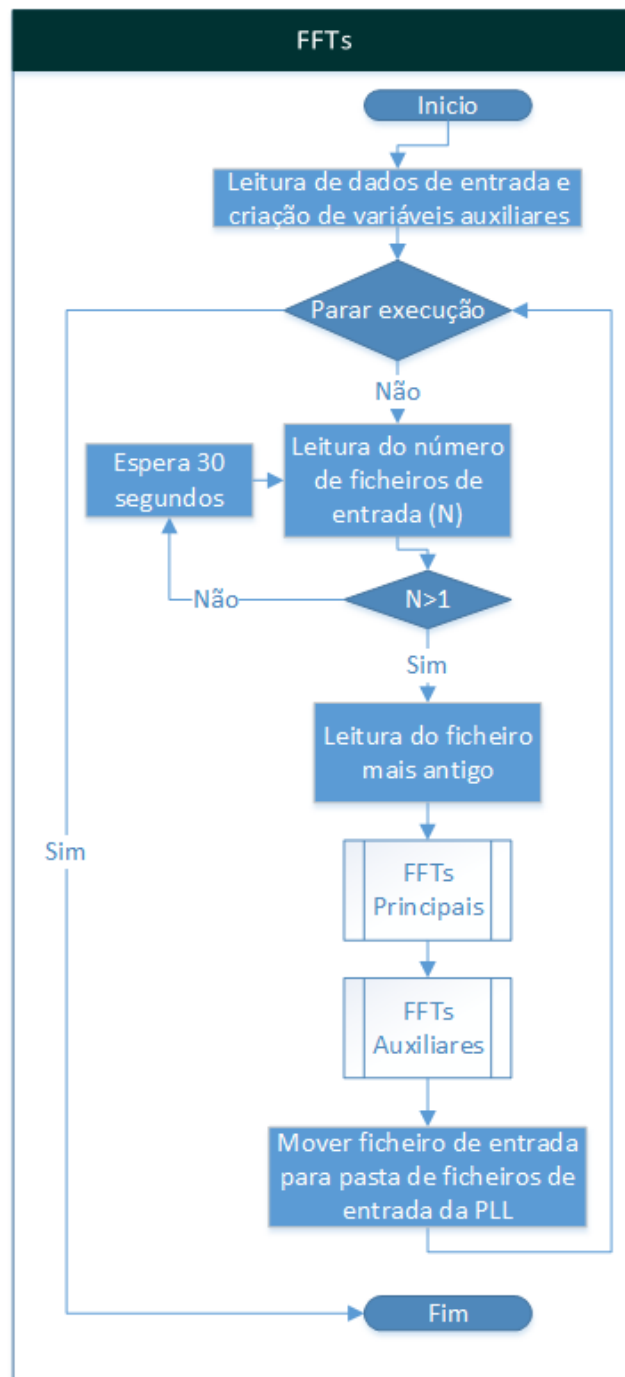 FFTs
Inicio
Leitura de dados de entrada e
criação de variáveis auxiliares
Parar execução
Não
Leitura do número
de ficheiros de
entrada (N)
Espera 30
segundos
N>1
Não
Sim
Leitura do ficheiro
mais antigo
Sim
FFTs
Principais
FFTs
Auxiliares
Mover ficheiro de entrada
para pasta de ficheiros de
entrada da PLL
Fim